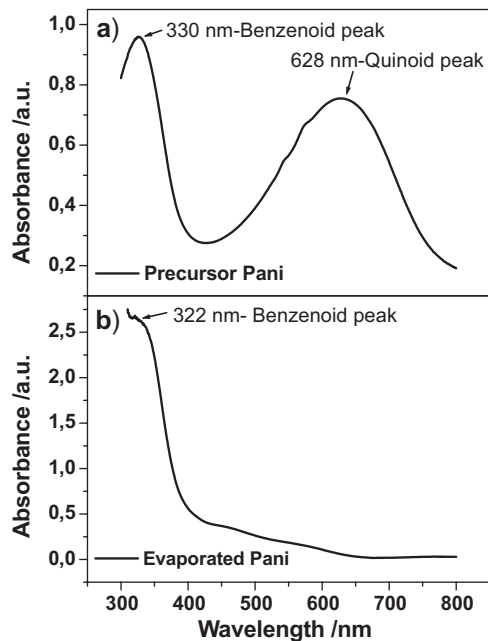 a)
330 nm-Benzenoid peak
628 nm-Quinoid peak
Absorbance /a.u.
1,0
0,8
0,6
0,4
0,2
Precursor Pani
b)
322 nm- Benzenoid peak
Absorbance /a.u.
2,5
2,0
1,5
1,0
0,5
0,0
Evaporated Pani
300 400 500 600 700 800
Wavelength /nm